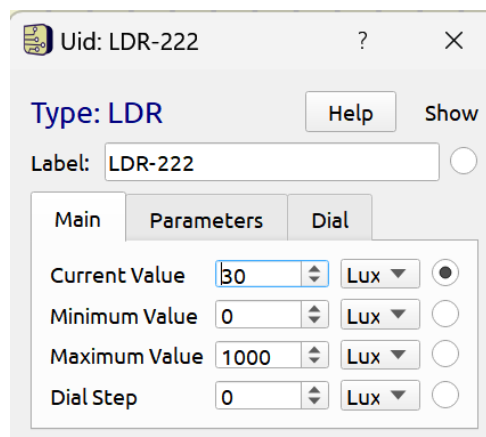 Uid: LDR-222 ?
Type: LDR Help Show
Label: LDR-222
Main Parameters Dial
Current Value 30 Lux
Minimum Value 0 Lux
Maximum Value 1000 Lux
Dial Step 0 Lux